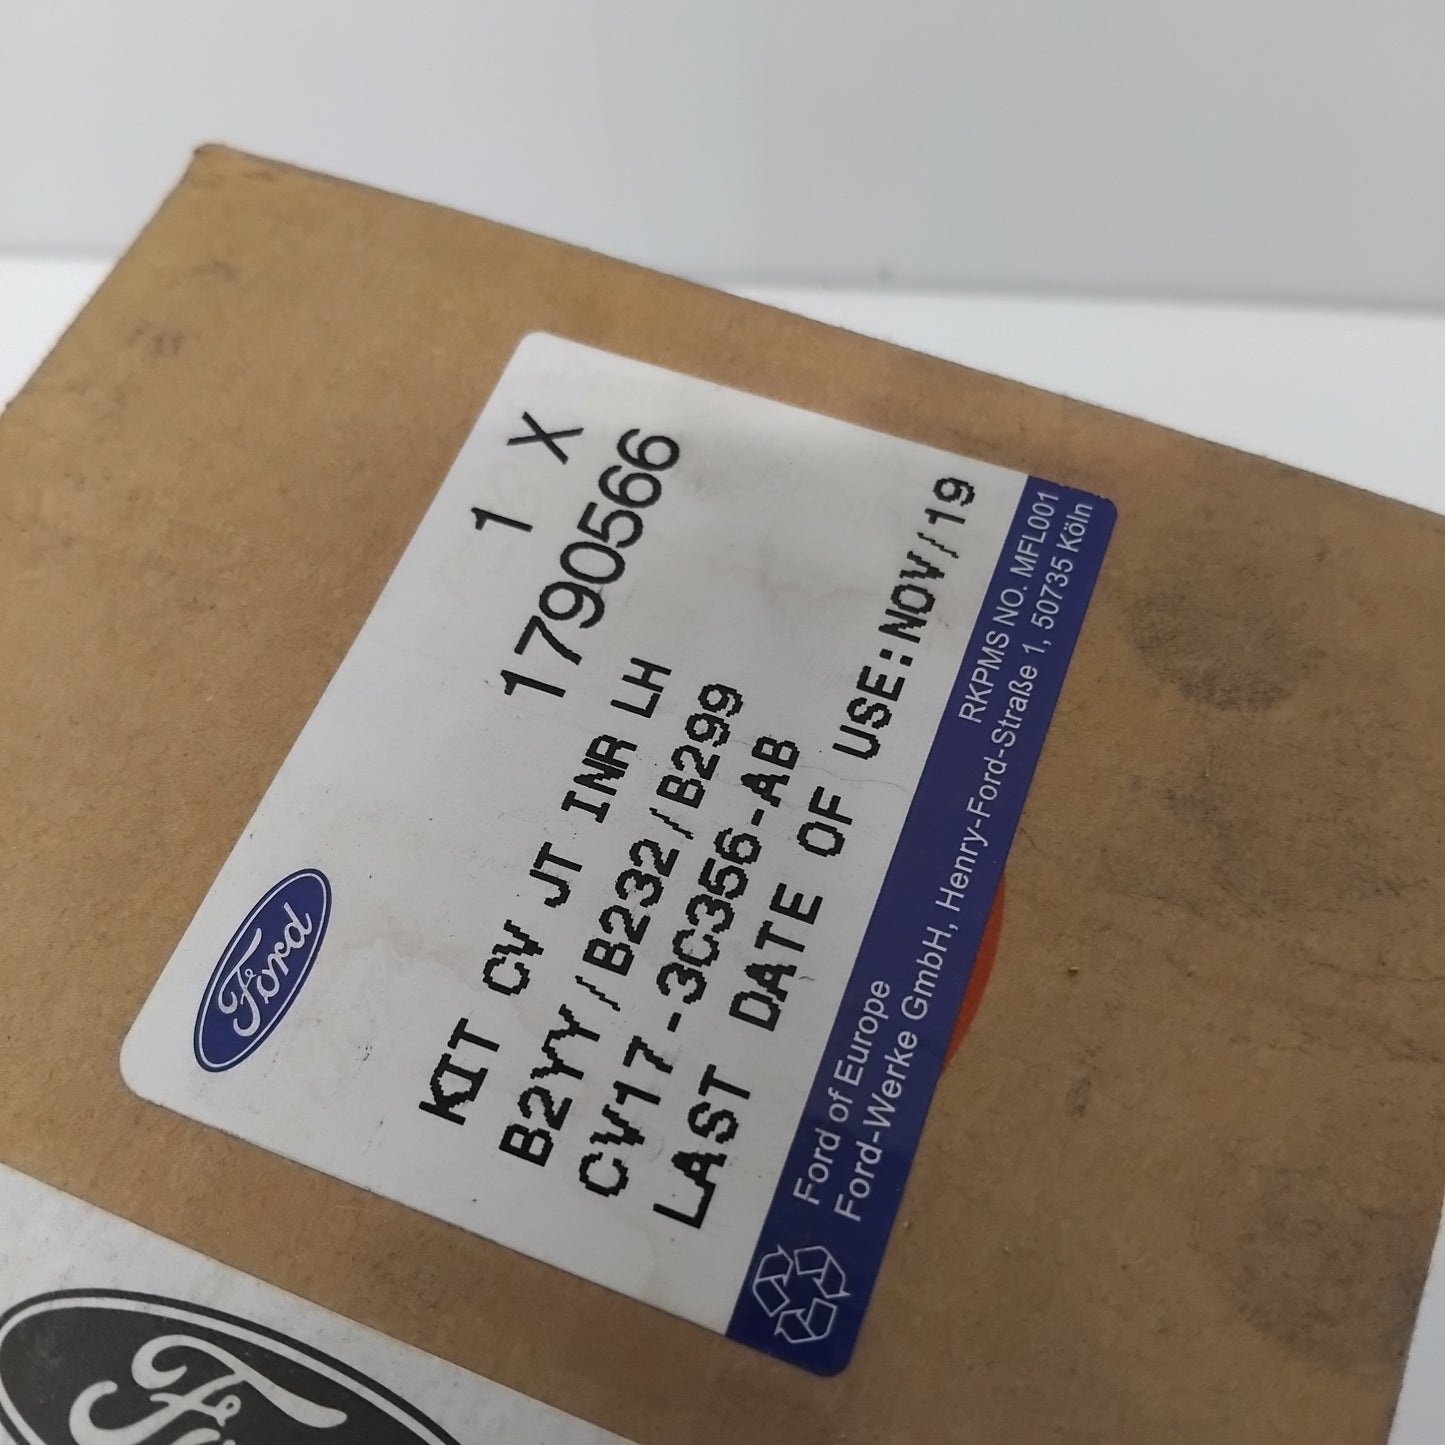 Ford
1 X
1790566
KIT CV JT INR LH
B2YY/B232/B299
CV17-3C356-AB
LAST DATE OF USE:NOV/19
RKPMS NO. MFL001
Ford of Europe
Ford-Werke GmbH, Henry-Ford-Straße 1, 50735 Köln
Ford